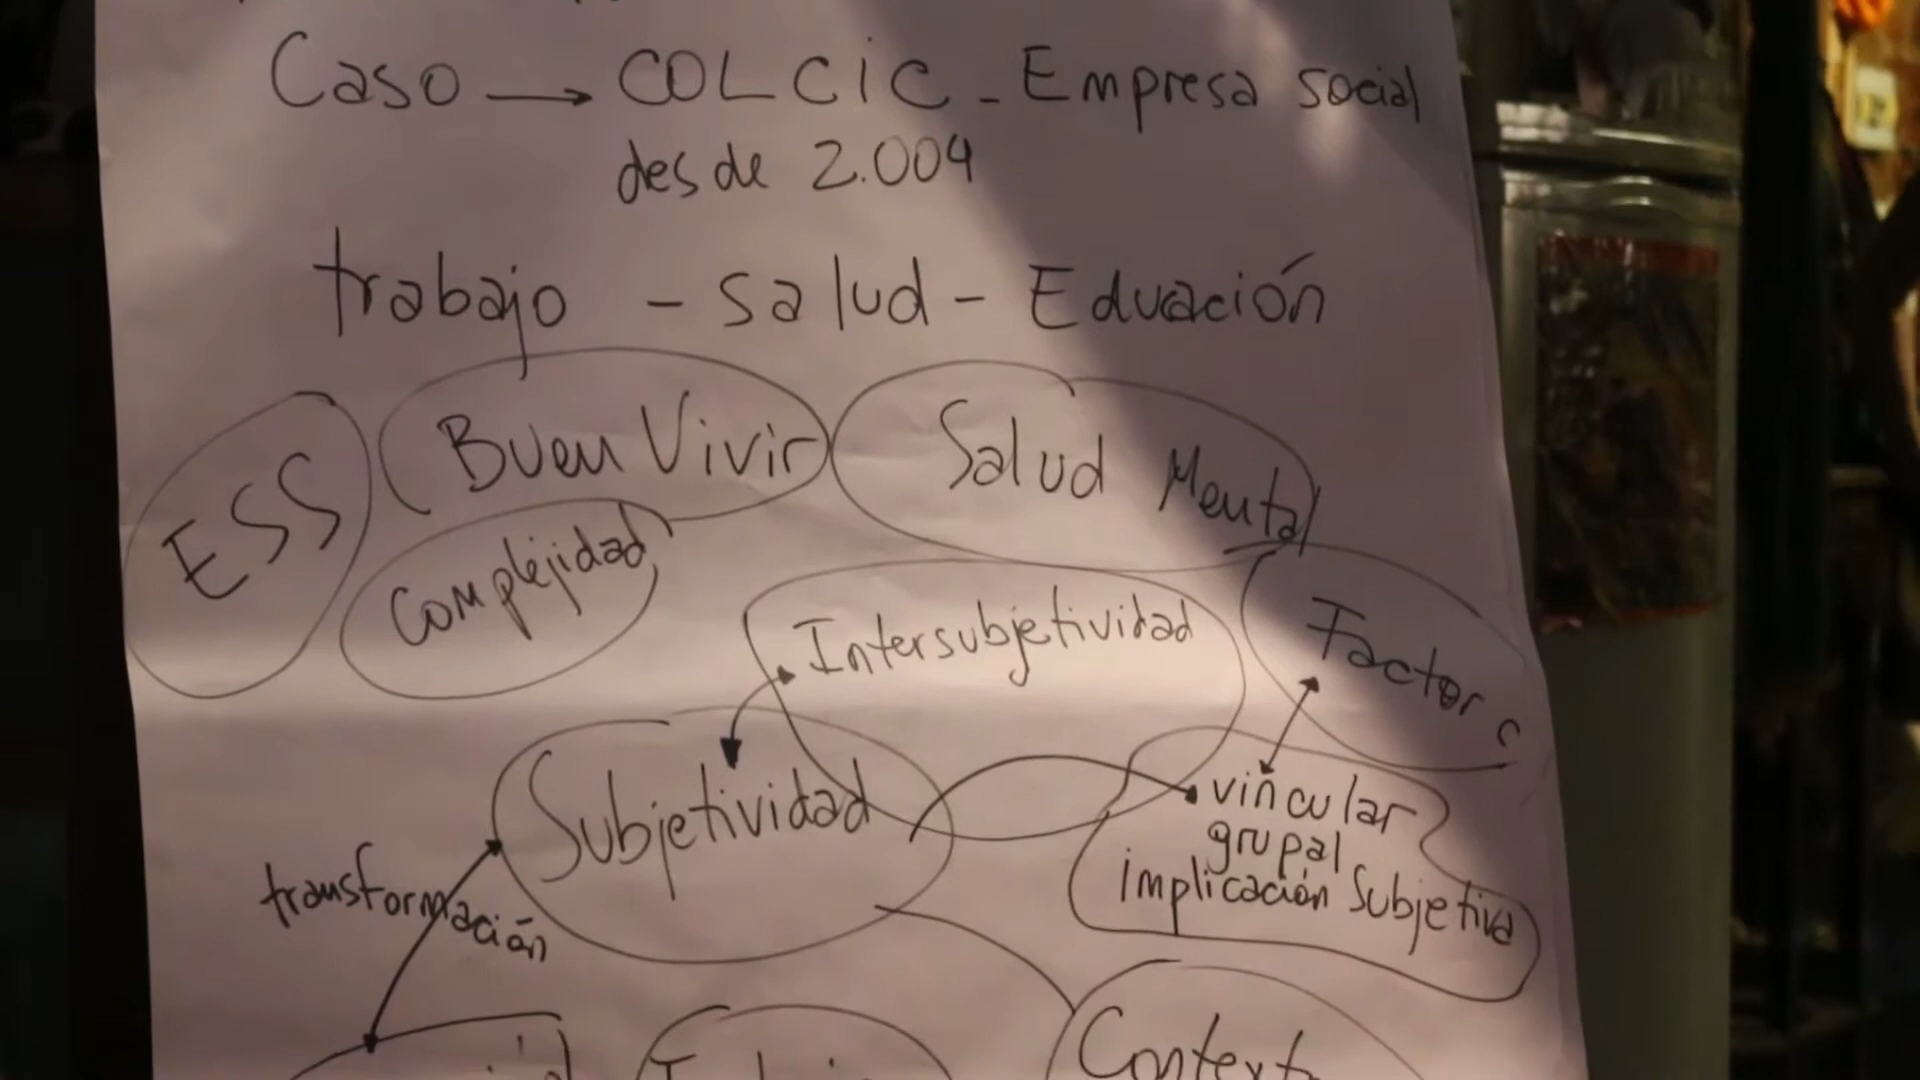 Caso → COLCIC - Empresa social
desde 2.004
trabajo - salud - Eduación
ESS
Buen Vivir
Salud Mental
Complejidad
Intersubjetividad
Factor c
Subjetividad
vincular
grupal
implicación Subjetiva
transformación